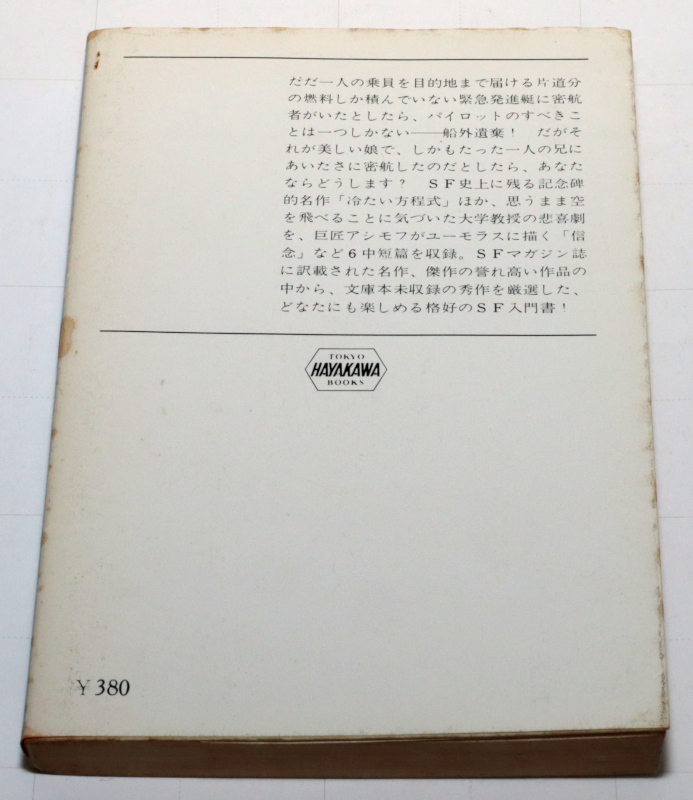 だだ一人の乗員を目的地まで届ける片道分
の燃料しか積んでいない緊急発進艇に密航
者がいたとしたら、パイロットのすべきこ
とは一つしかない――船外遺棄！　だがそ
れが美しい娘で、しかもたった一人の兄に
あいたさに密航したのだとしたら、あなた
ならどうします？　ＳＦ史上に残る記念碑
的名作「冷たい方程式」ほか、思うまま空
を飛べることに気づいた大学教授の悲喜劇
を、巨匠アシモフがユーモラスに描く「信
念」など６中短篇を収録。ＳＦマガジン誌
に訳載された名作、傑作の誉れ高い作品の
中から、文庫本未収録の秀作を厳選した、
どなたにも楽しめる格好のＳＦ入門書！
TOKYO
HAYAKAWA
BOOKS
¥380